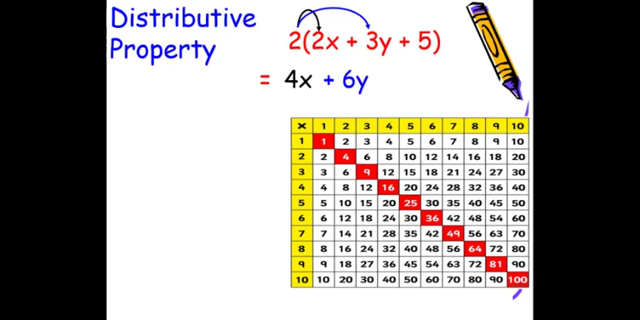 Distributive
Property
2(2x + 3y + 5)
= 4x + 6y
× 1 2 3 4 5 6 7 8 9 10
1 1 2 3 4 5 6 7 8 9 10
2 2 4 6 8 10 12 14 16 18 20
3 3 6 9 12 15 18 21 24 27 30
4 4 8 12 16 20 24 28 32 36 40
5 5 10 15 20 25 30 35 40 45 50
6 6 12 18 24 30 36 42 48 54 60
7 7 14 21 28 35 42 49 56 63 70
8 8 16 24 32 40 48 56 64 72 80
9 9 18 27 36 45 54 63 72 81 90
10 10 20 30 40 50 60 70 80 90 100